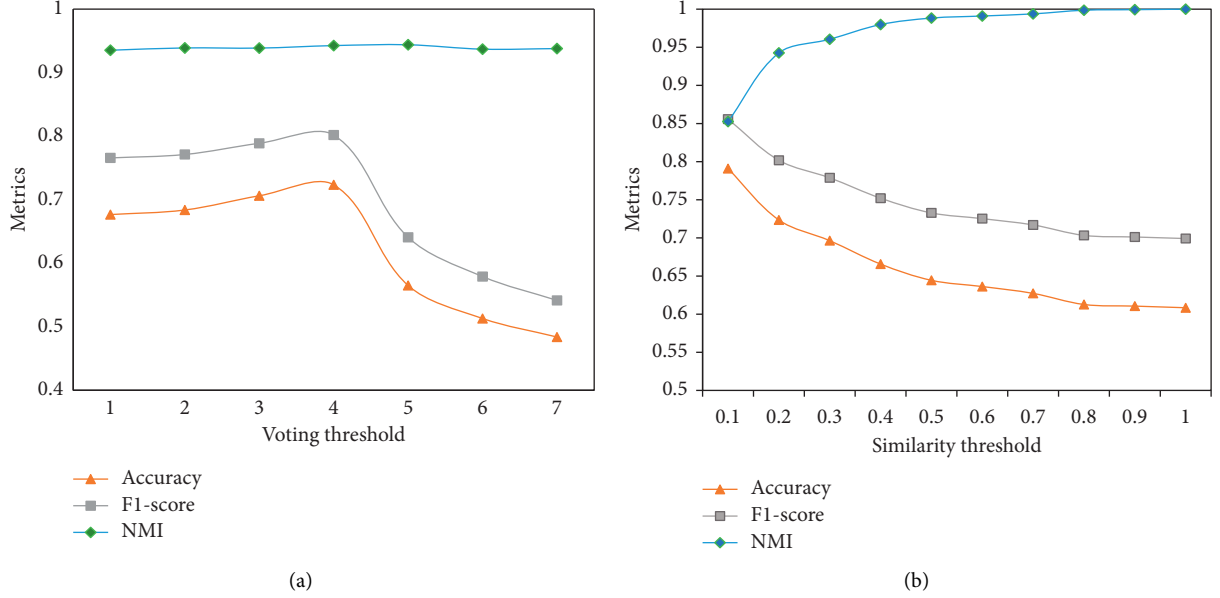 1
0.9
0.8
0.7
0.6
0.5
0.4
Metrics
1 2 3 4 5 6 7
Voting threshold
Accuracy
F1-score
NMI
(a)
1
0.95
0.9
0.85
0.8
0.75
0.7
0.65
0.6
0.55
0.5
Metrics
0.1 0.2 0.3 0.4 0.5 0.6 0.7 0.8 0.9 1
Similarity threshold
Accuracy
F1-score
NMI
(b)